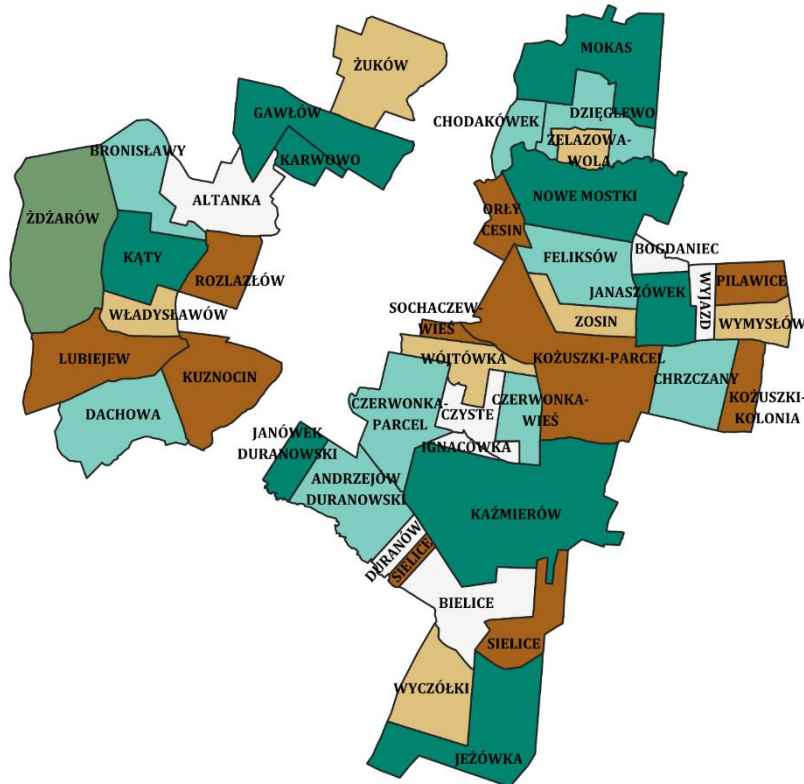 MOKAS
ŻUKÓW
GAWŁÓW
CHODAKÓWEK
DZIĘGLEWO
ŻELAZOWA-
WOLA
BRONISŁAWY
KARWOWO
ALTANKA
NOWE MOSTKI
ORŁY
CESIN
ŻDŻARÓW
KĄTY
ROZLAZŁÓW
FELIKSÓW
BOGDANIEC
JANASZÓWEK
WYJAZD
PILAWICE
WŁADYSŁAWÓW
SOCHACZEW-
WIEŚ
ZOSIN
WYMYSŁÓW
LUBIEJEW
KUZNOCIN
WÓJTÓWKA
KOŻUSZKI-PARCEL
CHRZCZANY
KOŻUSZKI-
KOLONIA
DACHOWA
CZERWONKA-
PARCEL
CZYSTE
CZERWONKA-
WIEŚ
JANÓWEK
DURANOWSKI
IGNACÓWKA
ANDRZEJÓW
DURANOWSKI
KAŹMIERÓW
DURANÓW
SIELICE
BIELICE
SIELICE
WYCZÓŁKI
JEŻÓWKA